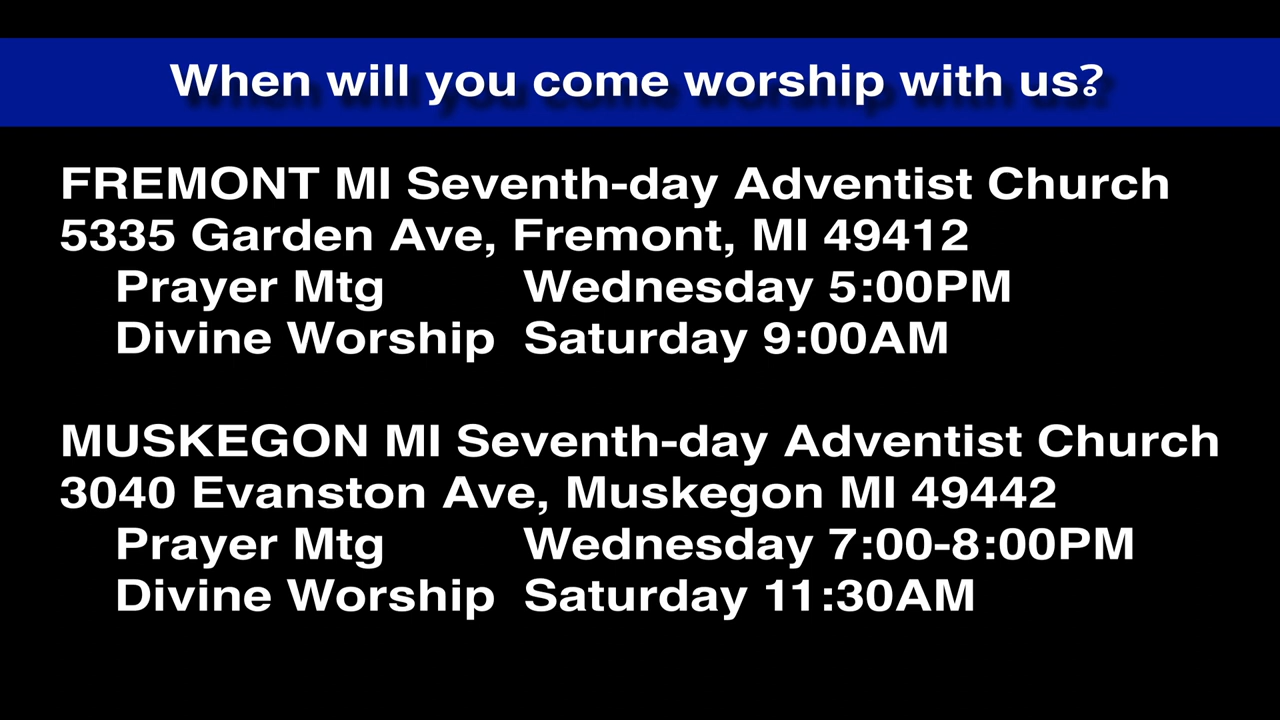 When will you come worship with us?
FREMONT MI Seventh-day Adventist Church
5335 Garden Ave, Fremont, MI 49412
Prayer Mtg Wednesday 5:00PM
Divine Worship Saturday 9:00AM
MUSKEGON MI Seventh-day Adventist Church
3040 Evanston Ave, Muskegon MI 49442
Prayer Mtg Wednesday 7:00-8:00PM
Divine Worship Saturday 11:30AM